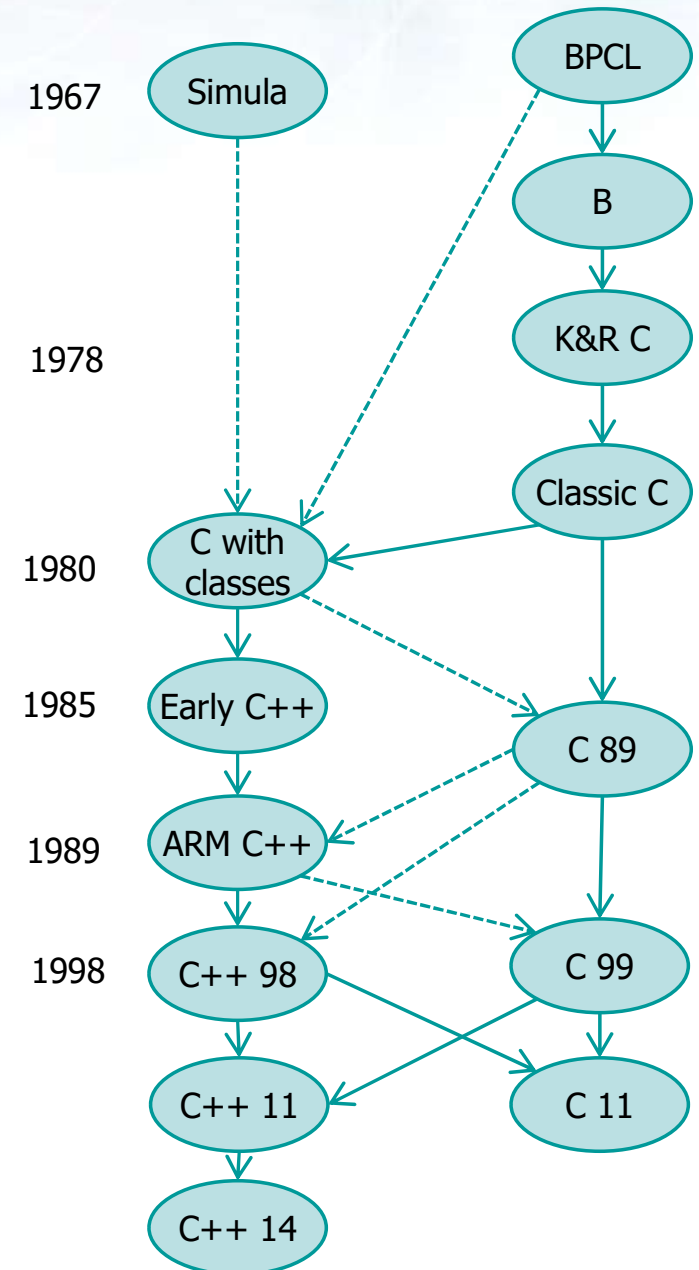 BPCL
1967
Simula
B
K&R C
1978
Classic C
C with
classes
1980
1985
Early C++
C 89
1989
ARM C++
1998
C++ 98
C 99
C++ 11
C 11
C++ 14